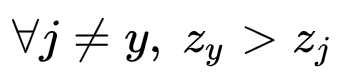 ∀j ≠ y, z_y > z_j